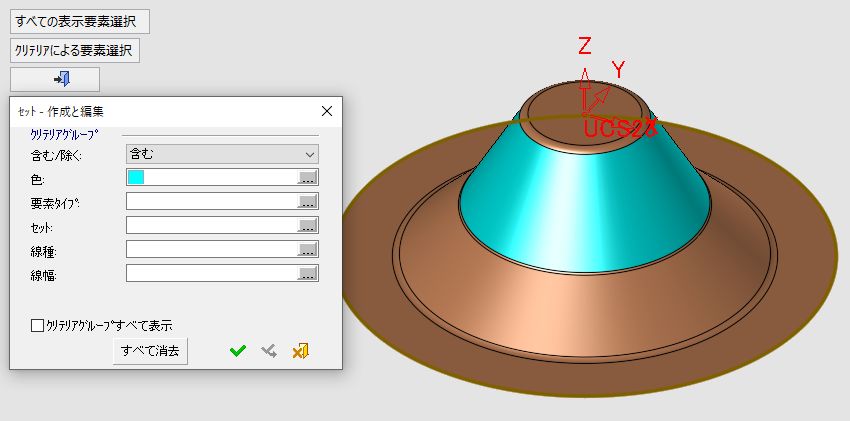 すべての表示要素選択
ｸﾘﾃﾘｱによる要素選択
ｾｯﾄ - 作成と編集
ｸﾘﾃﾘｱｸﾞﾙｰﾌﾟ
含む/除く:
含む
色:
...
要素ﾀｲﾌﾟ:
...
ｾｯﾄ:
...
線種:
...
線幅:
...
ｸﾘﾃﾘｱｸﾞﾙｰﾌﾟすべて表示
すべて消去
Z
Y